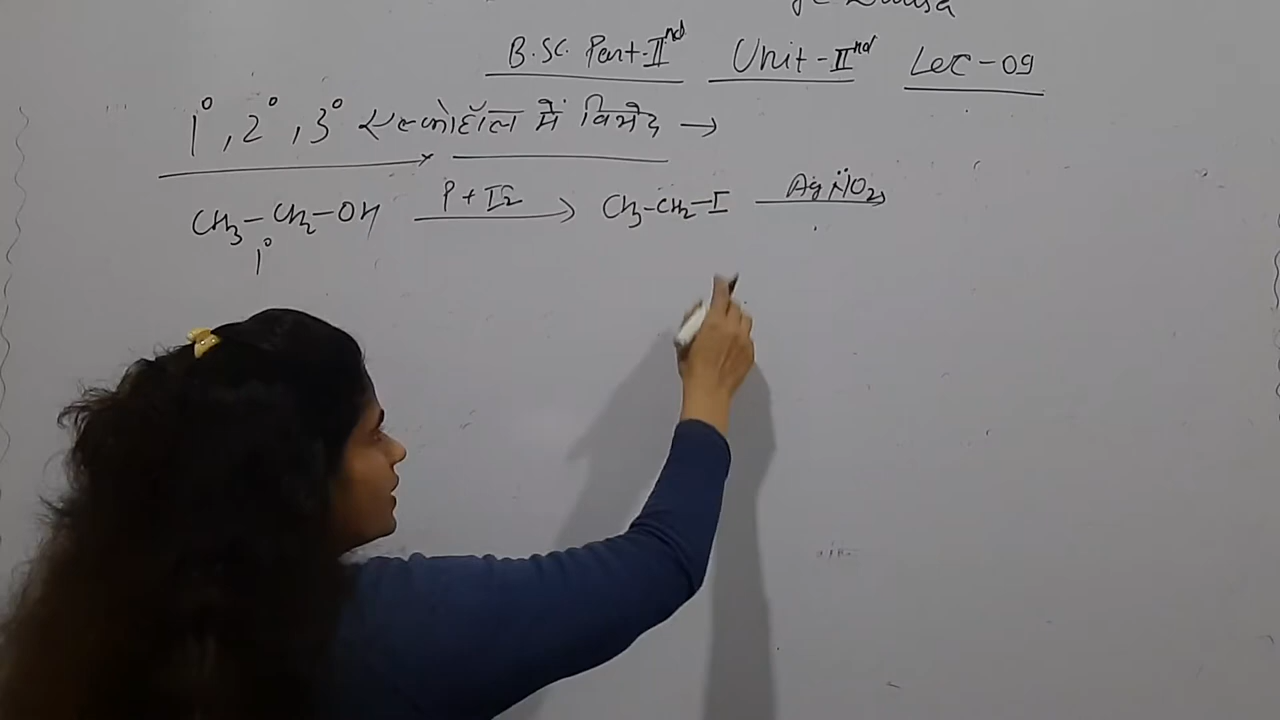 B.SC. Part-IInd Unit-IInd Lec-09
1°, 2°, 3° एल्कोहॉल में विभेद →
CH3-CH2-OH P + I2 → CH3-CH2-I AgNO2 →
1°